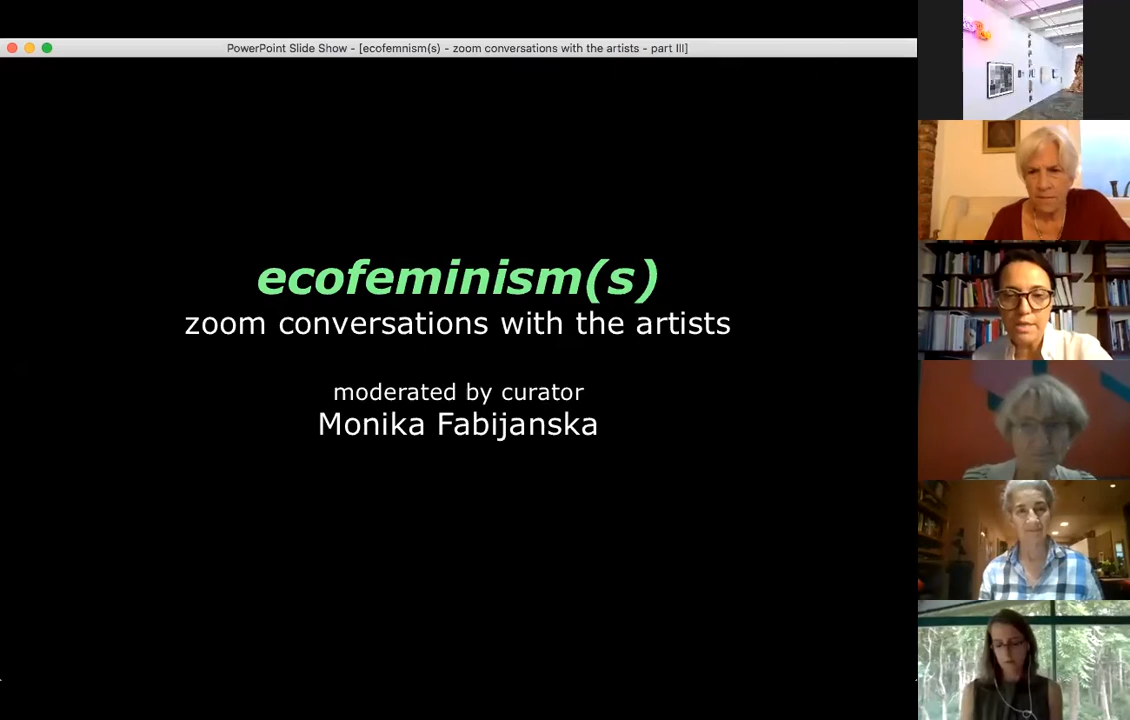 PowerPoint Slide Show - [ecofemnism(s) - zoom conversations with the artists - part III]
ecofeminism(s)
zoom conversations with the artists
moderated by curator
Monika Fabijanska